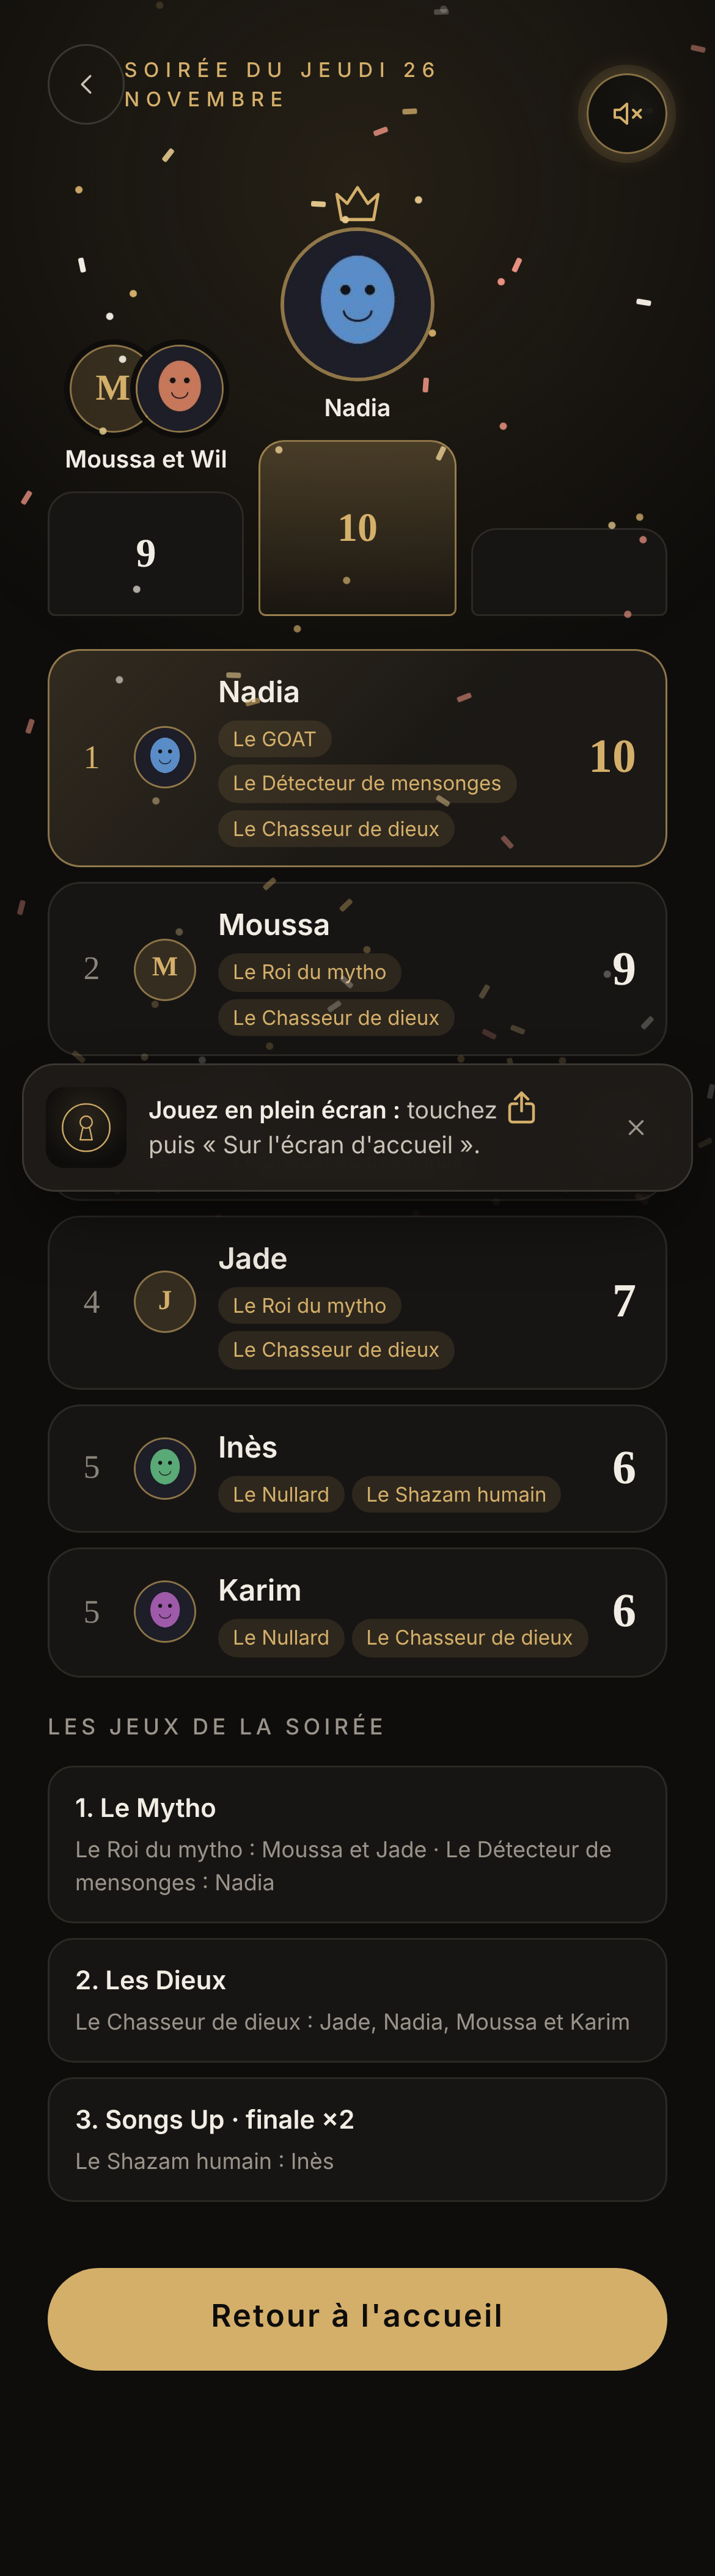 SOIRÉE DU JEUDI 26
NOVEMBRE
Nadia
M
Moussa et Wil
10
9
1
Nadia
Le GOAT
Le Détecteur de mensonges
Le Chasseur de dieux
10
2
M
Moussa
Le Roi du mytho
Le Chasseur de dieux
9
Jouez en plein écran : touchez
puis « Sur l'écran d'accueil ».
4
J
Jade
Le Roi du mytho
Le Chasseur de dieux
7
5
Inès
Le Nullard Le Shazam humain
6
5
Karim
Le Nullard Le Chasseur de dieux
6
LES JEUX DE LA SOIRÉE
1. Le Mytho
Le Roi du mytho : Moussa et Jade · Le Détecteur de
mensonges : Nadia
2. Les Dieux
Le Chasseur de dieux : Jade, Nadia, Moussa et Karim
3. Songs Up · finale ×2
Le Shazam humain : Inès
Retour à l'accueil